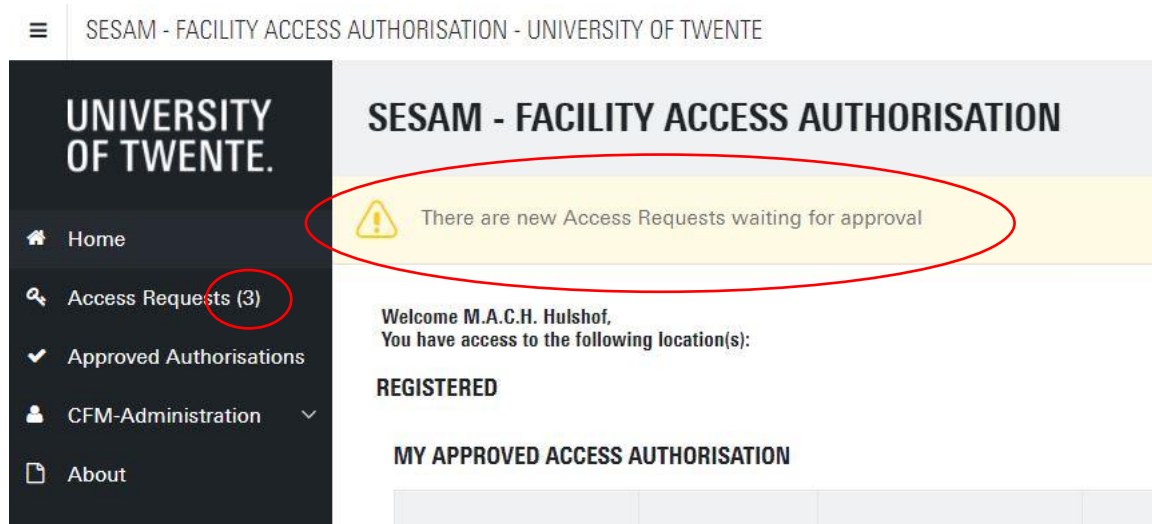 SESAM - FACILITY ACCESS AUTHORISATION - UNIVERSITY OF TWENTE
UNIVERSITY
OF TWENTE.
Home
Access Requests (3)
Approved Authorisations
CFM-Administration
About
SESAM - FACILITY ACCESS AUTHORISATION
There are new Access Requests waiting for approval
Welcome M.A.C.H. Hulshof,
You have access to the following location(s):
REGISTERED
MY APPROVED ACCESS AUTHORISATION